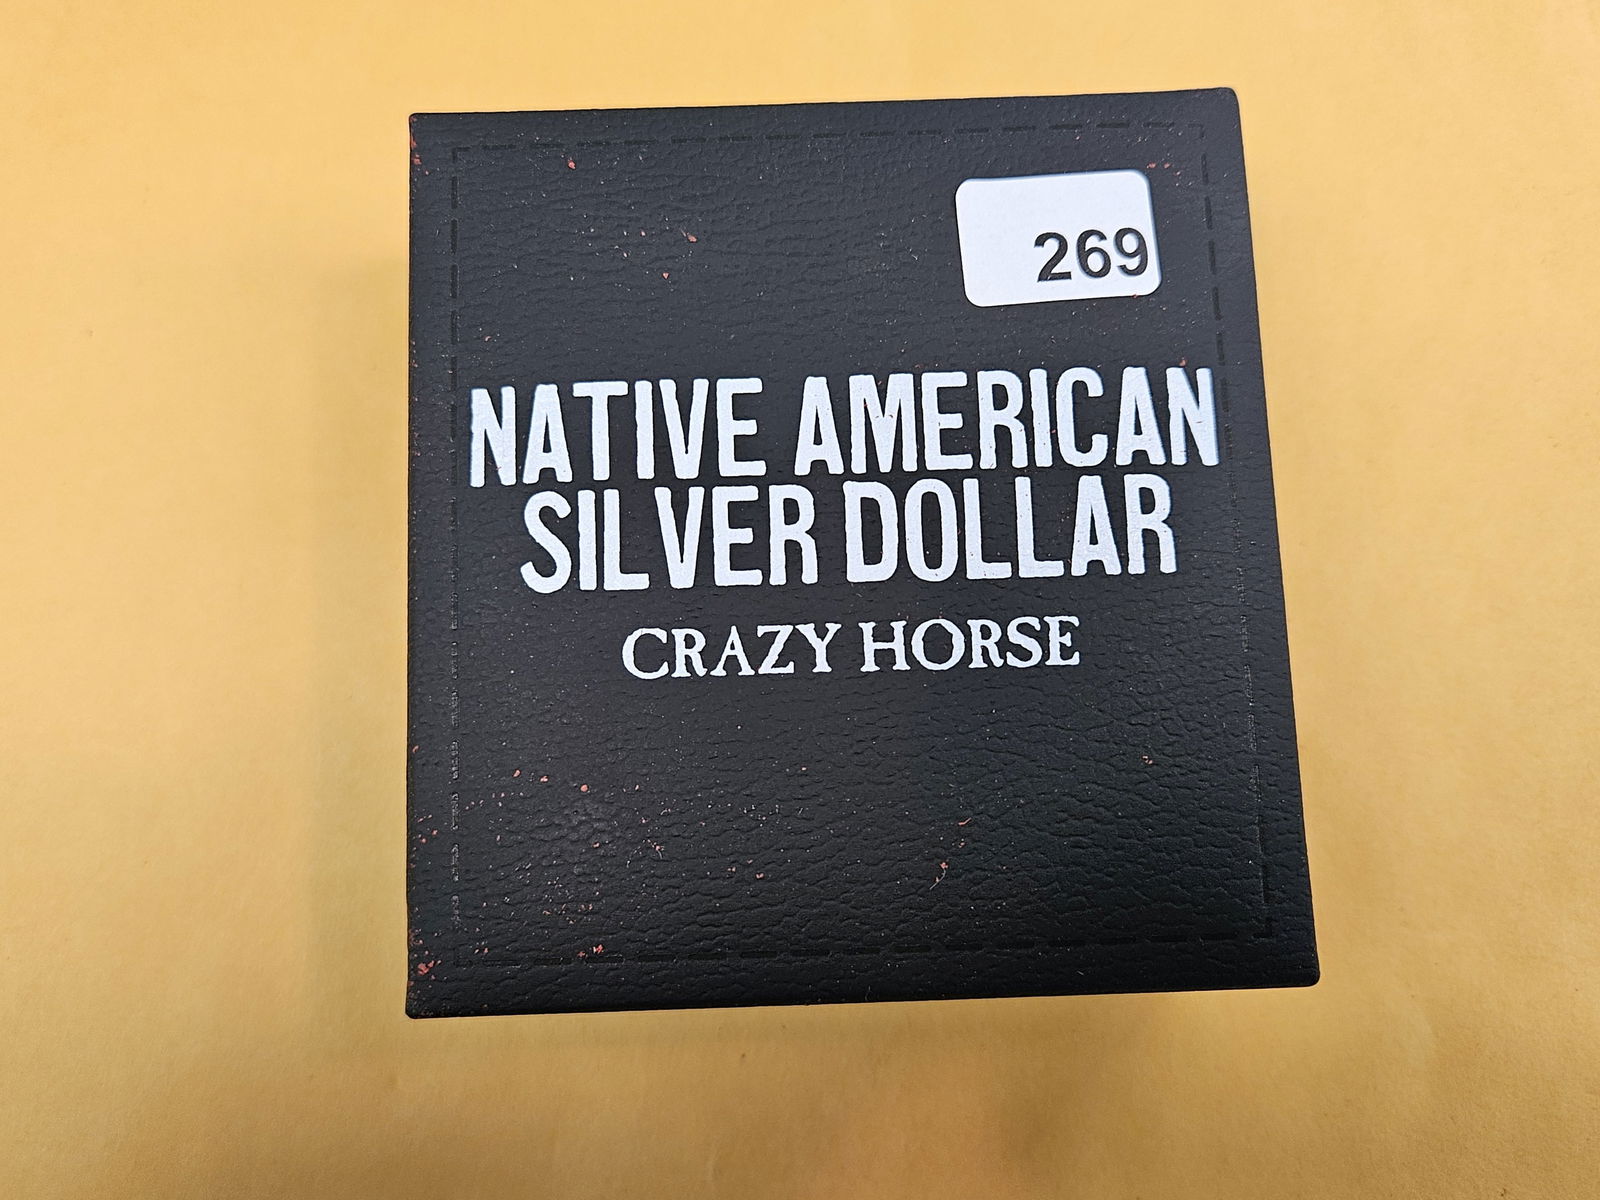 269
NATIVE AMERICAN
SILVER DOLLAR
CRAZY HORSE